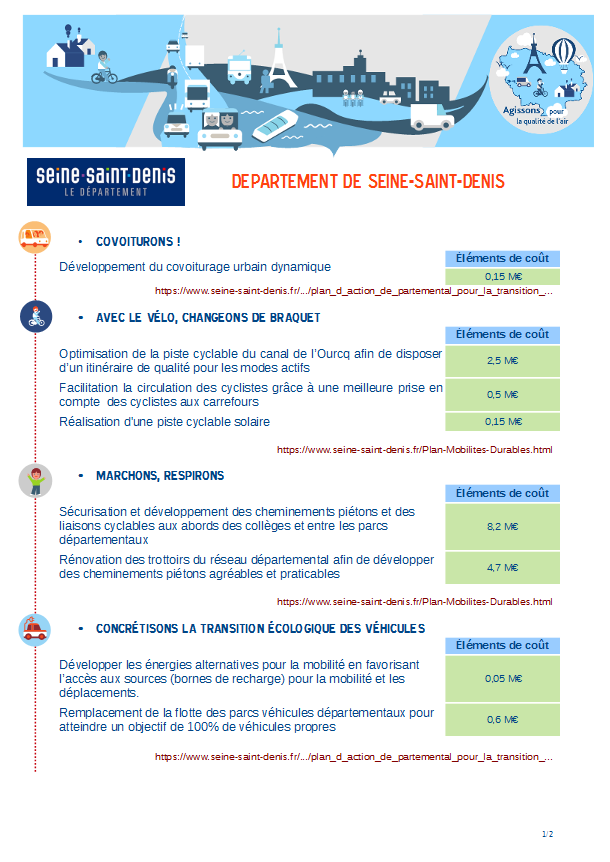 Agissons pour
la qualité de l'air
seine-saint-denis
LE DÉPARTEMENT
DEPARTEMENT DE SEINE-SAINT-DENIS
• COVOITURONS !
Éléments de coût
Développement du covoiturage urbain dynamique
0,15 M€
https://www.seine-saint-denis.fr/.../plan_d_action_de_partemental_pour_la_transition_...
• AVEC LE VÉLO, CHANGEONS DE BRAQUET
Éléments de coût
Optimisation de la piste cyclable du canal de l'Ourcq afin de disposer
d'un itinéraire de qualité pour les modes actifs
2,5 M€
Facilitation la circulation des cyclistes grâce à une meilleure prise en
compte des cyclistes aux carrefours
0,5 M€
Réalisation d'une piste cyclable solaire
0,15 M€
https://www.seine-saint-denis.fr/Plan-Mobilites-Durables.html
• MARCHONS, RESPIRONS
Éléments de coût
Sécurisation et développement des cheminements piétons et des
liaisons cyclables aux abords des collèges et entre les parcs
départementaux
8,2 M€
Rénovation des trottoirs du réseau départemental afin de développer
des cheminements piétons agréables et praticables
4,7 M€
https://www.seine-saint-denis.fr/Plan-Mobilites-Durables.html
• CONCRÉTISONS LA TRANSITION ÉCOLOGIQUE DES VÉHICULES
Éléments de coût
Développer les énergies alternatives pour la mobilité en favorisant
l'accès aux sources (bornes de recharge) pour la mobilité et les
déplacements.
0,05 M€
Remplacement de la flotte des parcs véhicules départementaux pour
atteindre un objectif de 100% de véhicules propres
0,6 M€
https://www.seine-saint-denis.fr/.../plan_d_action_de_partemental_pour_la_transition_...
1/2